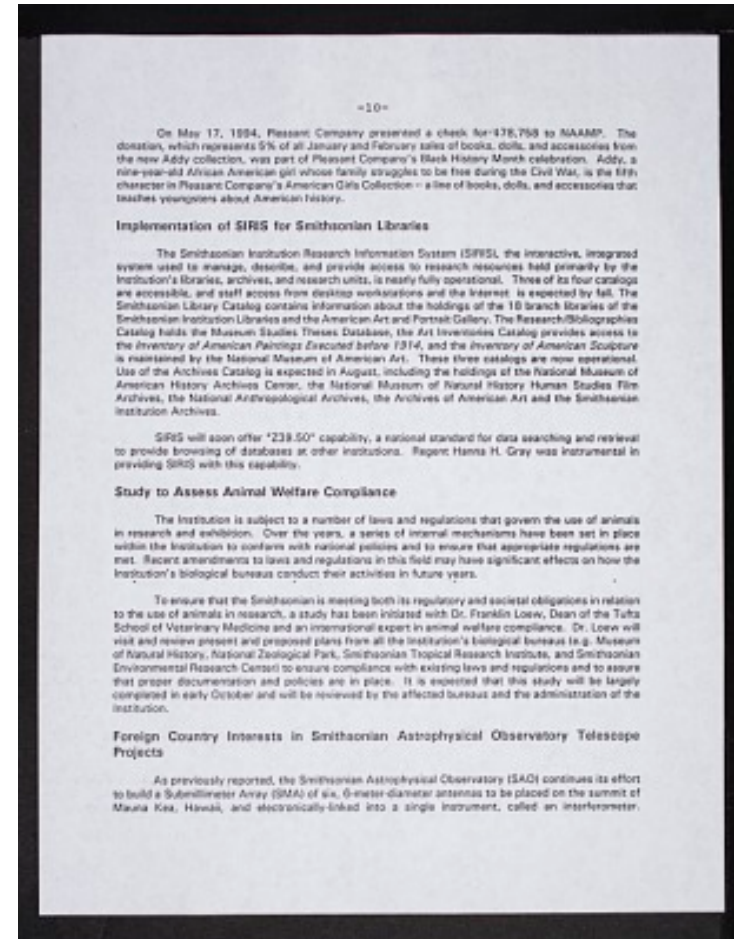 -10-
On May 17, 1994, Pleasant Company presented a check for $78,768 to NAAMP. The
donation, which represents 5% of all January and February sales of books, dolls, and accessories from
the new Addy collection, was part of Pleasant Company's Black History Month celebration. Addy, a
nine-year-old African American girl whose family struggles to be free during the Civil War, is the fifth
character in Pleasant Company's American Girls Collection -- a line of books, dolls, and accessories that
teaches youngsters about American history.
Implementation of SIRIS for Smithsonian Libraries
The Smithsonian Institution Research Information System (SIRIS), the interactive, integrated
system used to manage, describe, and provide access to research resources held primarily by the
Institution's libraries, archives, and research units, is nearly fully operational. Three of its four catalogs
are accessible, and staff access from desktop workstations and the Internet is expected by fall. The
Smithsonian Library Catalog contains information about the holdings of the 18 branch libraries of the
Smithsonian Institution Libraries and the American Art and Portrait Gallery. The Research/Bibliographies
Catalog holds the Museum Studies Theses Database, the Art Inventories Catalog provides access to
the Inventory of American Paintings Executed before 1914, and the Inventory of American Sculpture
is maintained by the National Museum of American Art. These three catalogs are now operational.
Use of the Archives Catalog is expected in August, including the holdings of the National Museum of
American History Archives Center, the National Museum of Natural History Human Studies Film
Archives, the National Anthropological Archives, the Archives of American Art and the Smithsonian
Institution Archives.
SIRIS will soon offer "Z39.50" capability, a national standard for data searching and retrieval
to provide browsing of databases at other institutions. Regent Hanna H. Gray was instrumental in
providing SIRIS with this capability.
Study to Assess Animal Welfare Compliance
The Institution is subject to a number of laws and regulations that govern the use of animals
in research and exhibition. Over the years, a series of internal mechanisms have been set in place
within the Institution to conform with national policies and to ensure that appropriate regulations are
met. Recent amendments to laws and regulations in this field may have significant effects on how the
Institution's biological bureaus conduct their activities in future years.
To ensure that the Smithsonian is meeting both its regulatory and societal obligations in relation
to the use of animals in research, a study has been initiated with Dr. Franklin Loew, Dean of the Tufts
School of Veterinary Medicine and an international expert in animal welfare compliance. Dr. Loew will
visit and review present and proposed plans from all the Institution's biological bureaus (e.g. Museum
of Natural History, National Zoological Park, Smithsonian Tropical Research Institute, and Smithsonian
Environmental Research Center) to ensure compliance with existing laws and regulations and to assure
that proper documentation and policies are in place. It is expected that this study will be largely
completed in early October and will be reviewed by the affected bureaus and the administration of the
Institution.
Foreign Country Interests in Smithsonian Astrophysical Observatory Telescope
Projects
As previously reported, the Smithsonian Astrophysical Observatory (SAO) continues its effort
to build a Submillimeter Array (SMA) of six, 6-meter-diameter antennas to be placed on the summit of
Mauna Kea, Hawaii, and electronically-linked into a single instrument, called an interferometer.